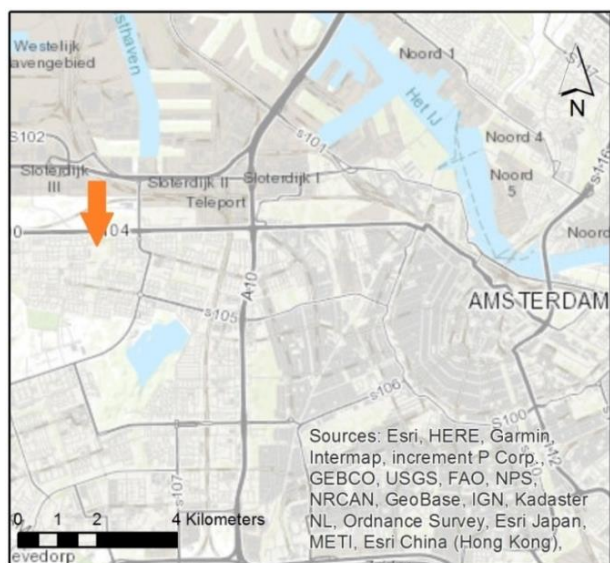 Westelijk
avengebied
sthaven
Noord 1
S102
s101
Het IJ
N
Noord 4
Sloterdijk
III
Sloterdijk II
Sloterdijk I
Teleport
Noord
5
s116
Noord
0
104
A10
s105
AMSTERDAM
s106
S100
s107
Sources: Esri, HERE, Garmin,
Intermap, increment P Corp.,
GEBCO, USGS, FAO, NPS,
NRCAN, GeoBase, IGN, Kadaster
NL, Ordnance Survey, Esri Japan,
METI, Esri China (Hong Kong),
0 1 2 4 Kilometers
evedorp